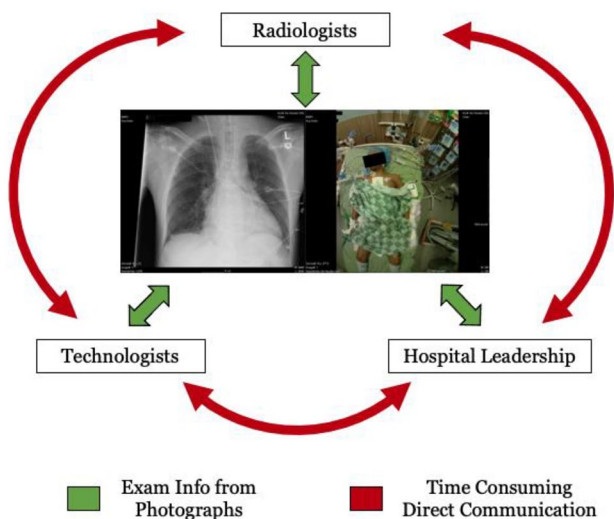 Radiologists
L
Technologists
Hospital Leadership
Exam Info from
Photographs
Time Consuming
Direct Communication